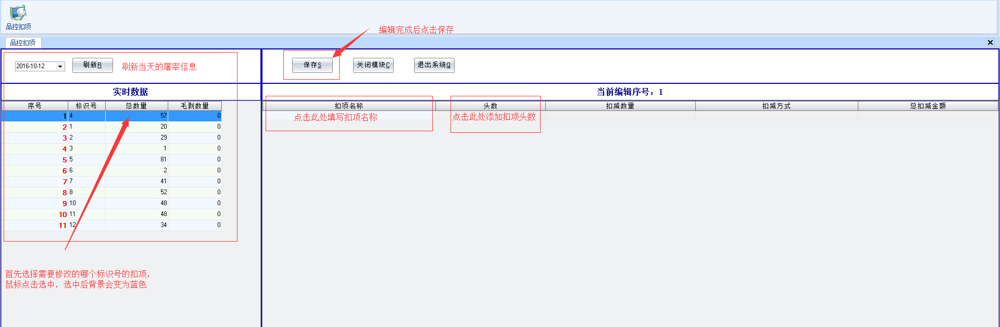 品控扣项
编辑完成后点击保存
品控扣项
2016-10-12 刷新R 刷新当天的屠宰信息
保存S 关闭模块C 退出系统Q
实时数据
当前编辑序号：1
序号 标识号 总数量 毛剥数量
1 4 57 0
2 1 20 0
3 2 29 0
4 3 1 0
5 5 81 0
6 6 2 0
7 7 41 0
8 8 52 0
9 10 48 0
10 11 48 0
11 12 34 0
扣项名称 头数 扣减数量 扣减方式 总扣减金额
点击此处填写扣项名称 点击此处添加扣项头数
首先选择需要修改的哪个标识号的扣项，
鼠标点击选中，选中后背景会变为蓝色